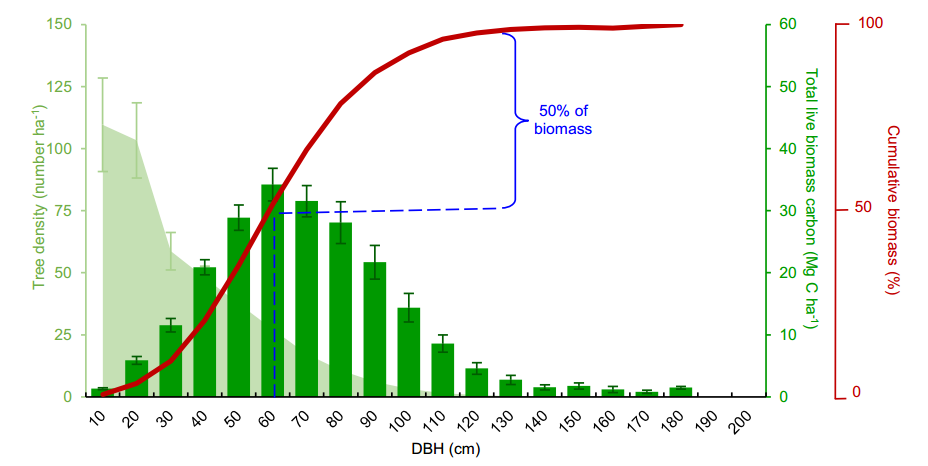 150
125
100
75
50
25
0
Tree density (number ha-1)
50% of
biomass
60
50
40
30
20
10
0
Total live biomass carbon (Mg C ha-1)
100
50
0
Cumulative biomass (%)
10 20 30 40 50 60 70 80 90 100 110 120 130 140 150 160 170 180 190 200
DBH (cm)